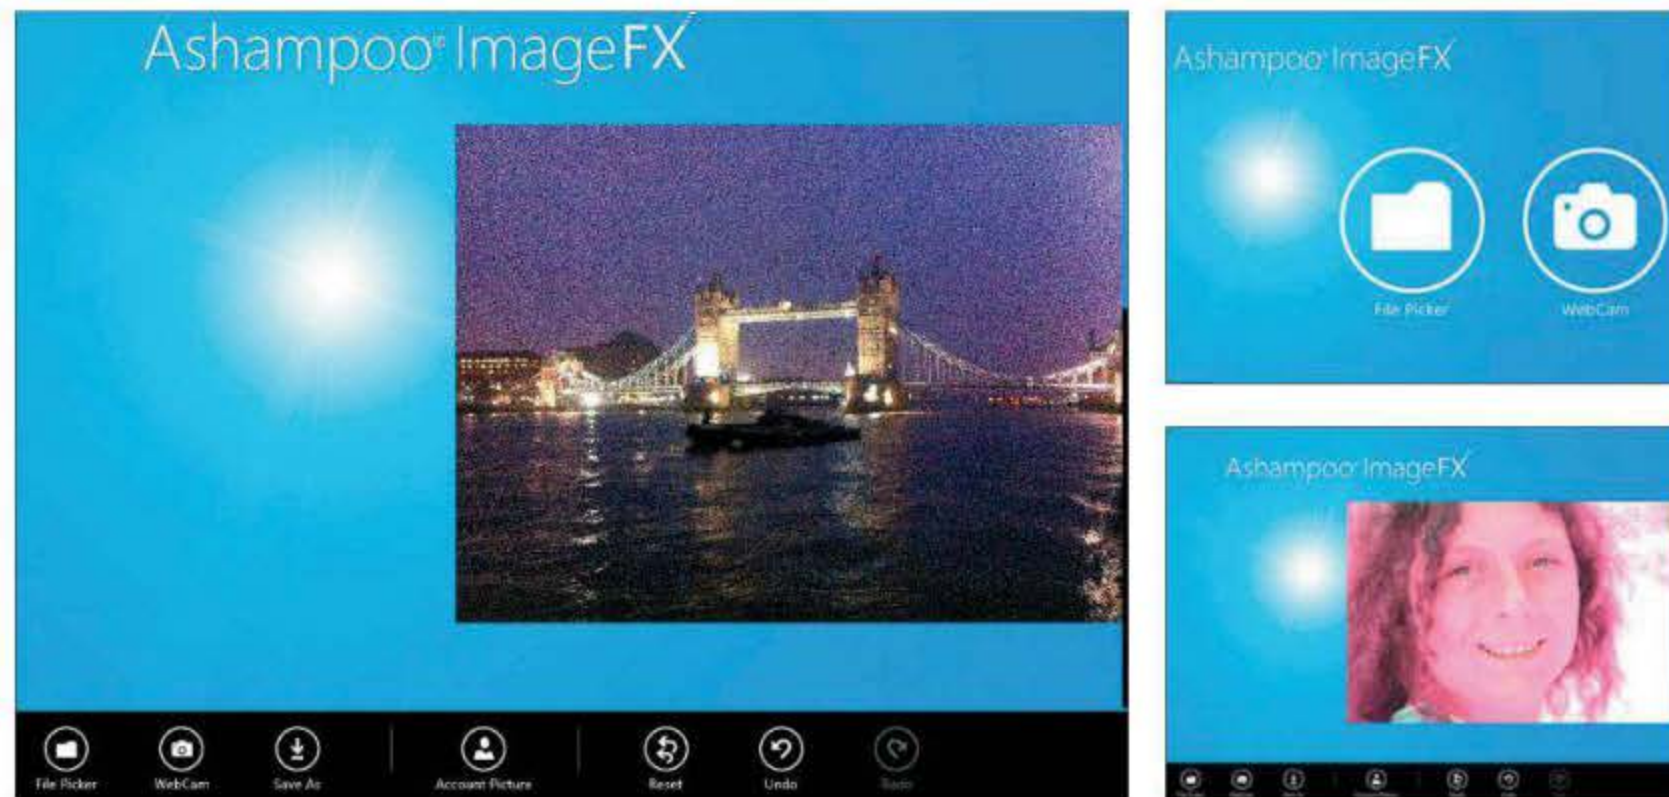 Ashampoo® ImageFX
File Picker WebCam Save As Account Picture Reset Undo Redo
Ashampoo® ImageFX
File Picker WebCam
Ashampoo® ImageFX